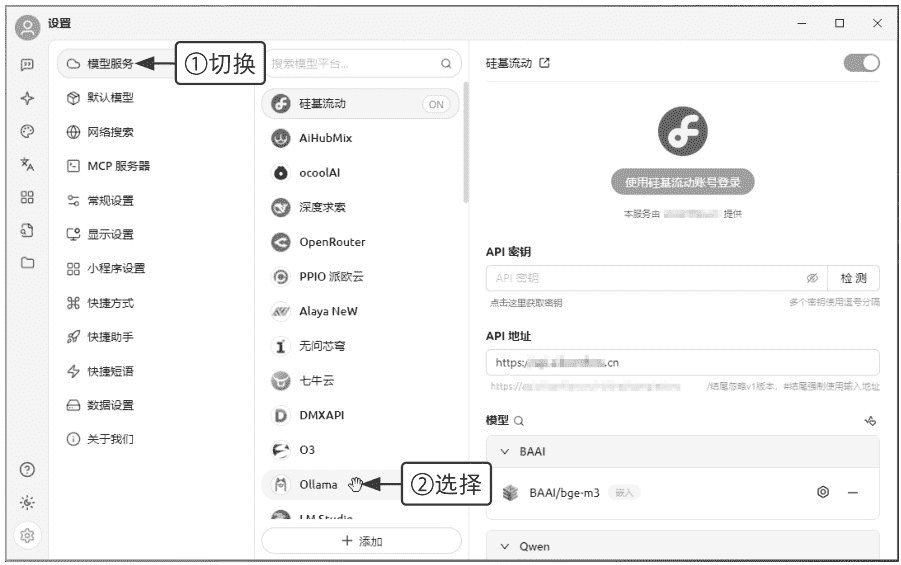 设置
模型服务
①切换
默认模型
网络搜索
MCP 服务器
常规设置
显示设置
小程序设置
快捷方式
快捷助手
快捷短语
数据设置
关于我们
搜索模型平台...
硅基流动
ON
AiHubMix
ocoolAI
深度求索
OpenRouter
PPIO 派欧云
Alaya NeW
无问芯穹
七牛云
DMXAPI
O3
Ollama
②选择
LM Studio
添加
硅基流动
使用硅基流动账号登录
本服务由 提供
API 密钥
API 密钥
检测
点击这里获取密钥
多个密钥使用逗号分隔
API 地址
https:/ .cn
https:// /结尾忽略v1版本，#结尾强制使用输入地址
模型
BAAI
BAAI/bge-m3
嵌入
Qwen